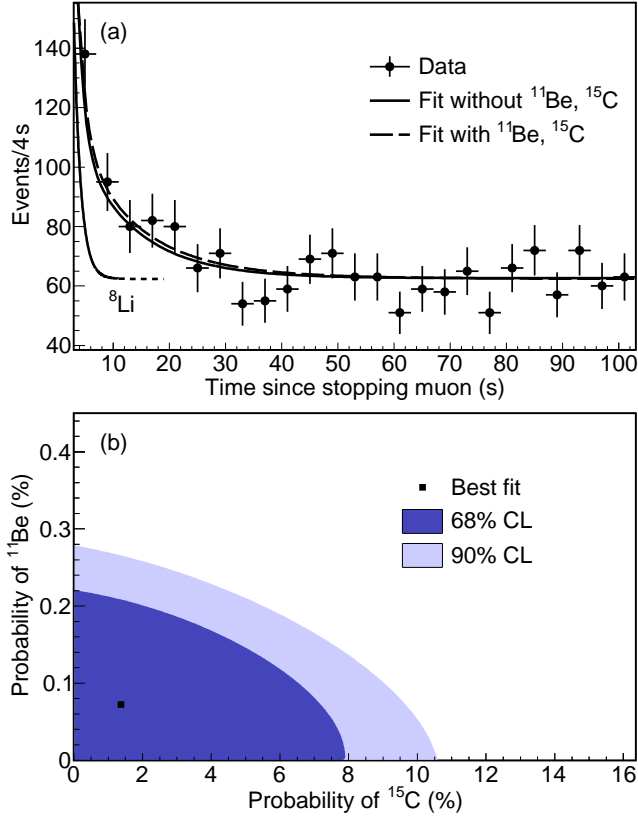 (a)
Data
Fit without ¹¹Be, ¹⁵C
Fit with ¹¹Be, ¹⁵C
⁸Li
Events/4 s
140
120
100
80
60
40
10 20 30 40 50 60 70 80 90 100
Time since stopping muon (s)
(b)
Best fit
68% CL
90% CL
Probability of ¹¹Be (%)
0.4
0.3
0.2
0.1
0
0 2 4 6 8 10 12 14 16
Probability of ¹⁵C (%)